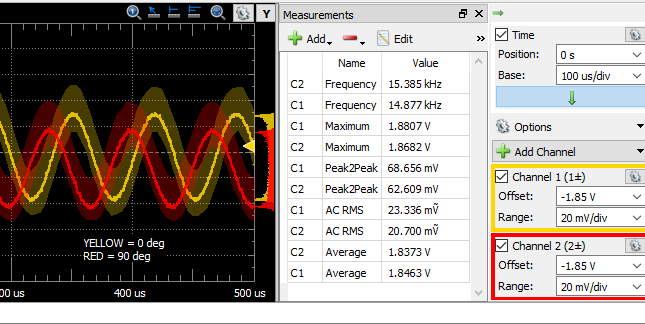 Y
YELLOW = 0 deg
RED = 90 deg
00 us
400 us
500 us
Measurements
Add
Edit
»
Name Value
C2 Frequency 15.385 kHz
C1 Frequency 14.877 kHz
C1 Maximum 1.8807 V
C2 Maximum 1.8682 V
C1 Peak2Peak 68.656 mV
C2 Peak2Peak 62.609 mV
C1 AC RMS 23.336 mṼ
C2 AC RMS 20.700 mṼ
C2 Average 1.8373 V
C1 Average 1.8463 V
Time
Position: 0 s
Base: 100 us/div
Options
Add Channel
Channel 1 (1±)
Offset: -1.85 V
Range: 20 mV/div
Channel 2 (2±)
Offset: -1.85 V
Range: 20 mV/div